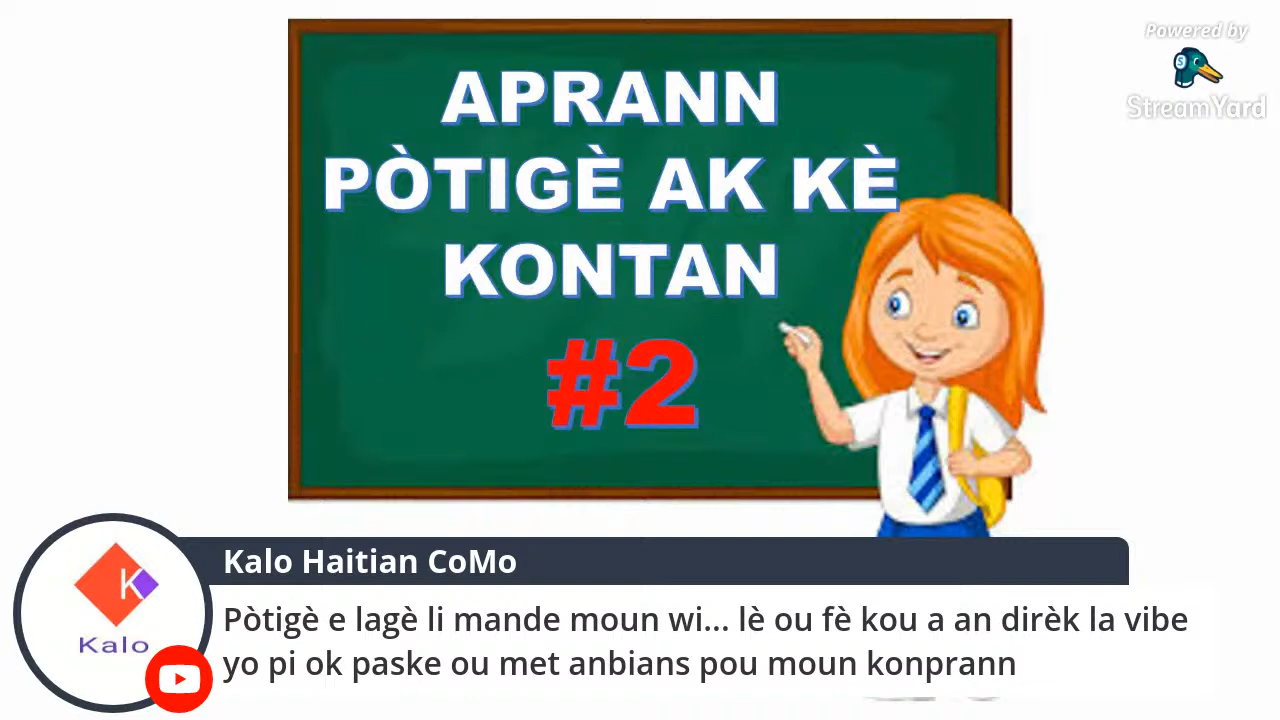 Powered by
StreamYard
APRANN
PÒTIGÈ AK KÈ
KONTAN
#2
Kalo Haitian CoMo
Pòtigè e lagè li mande moun wi... lè ou fè kou a an dirèk la vibe
yo pi ok paske ou met anbians pou moun konprann
K
Kalo